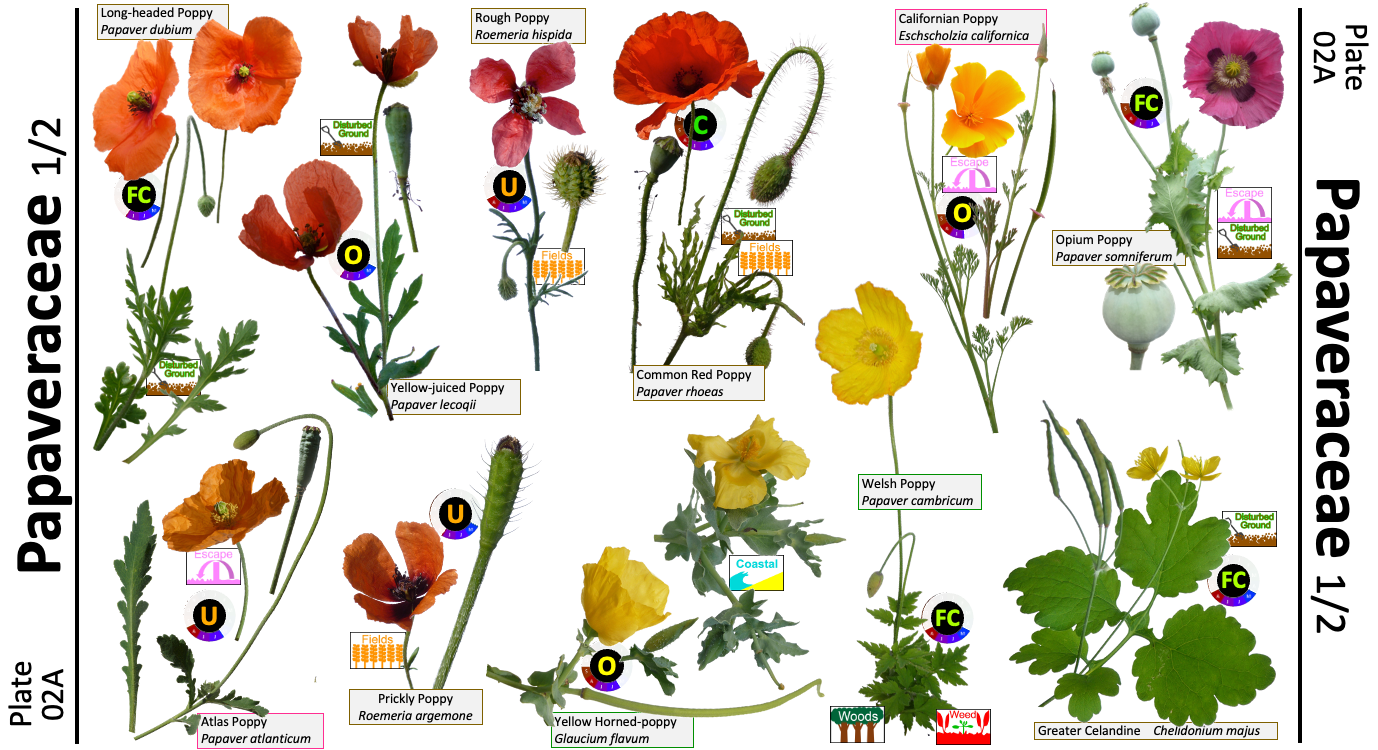 Papaveraceae 1/2
Plate
02A
Long-headed Poppy
Papaver dubium
FC
Disturbed
Ground
Disturbed
Ground
O
Yellow-juiced Poppy
Papaver lecoqii
Rough Poppy
Roemeria hispida
U
Fields
C
Disturbed
Ground
Fields
Common Red Poppy
Papaver rhoeas
Californian Poppy
Eschscholzia californica
Escape
O
FC
Escape
Disturbed
Ground
Opium Poppy
Papaver somniferum
Plate
02A
Papaveraceae 1/2
Escape
U
Atlas Poppy
Papaver atlanticum
U
Fields
Prickly Poppy
Roemeria argemone
Coastal
O
Yellow Horned-poppy
Glaucium flavum
Welsh Poppy
Papaver cambricum
FC
Woods
Weed
Disturbed
Ground
FC
Greater Celandine Chelidonium majus